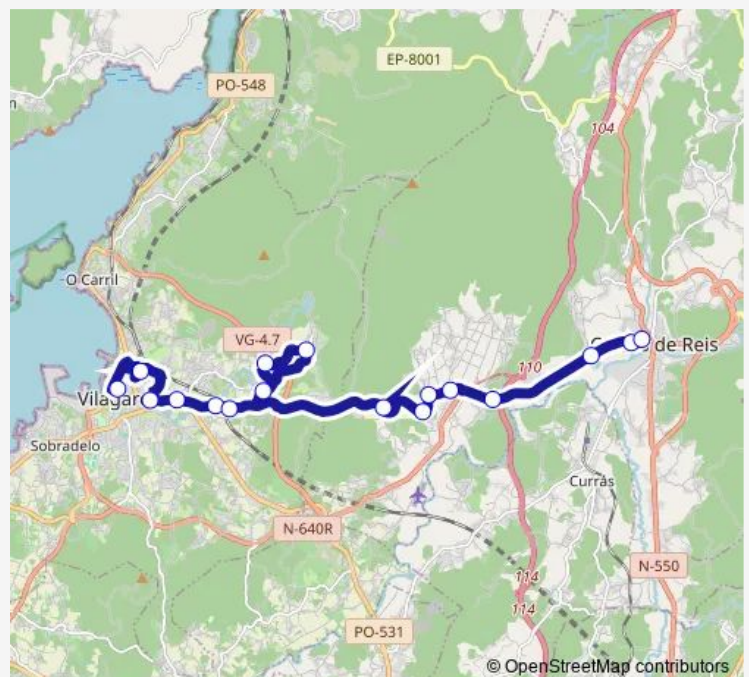 EP-8001
PO-548
104
O Carril
VG-4.7
110
de Reis
Vilagar
Sobradelo
Currás
N-640R
N-550
114
114
PO-531
© OpenStreetMap contributors